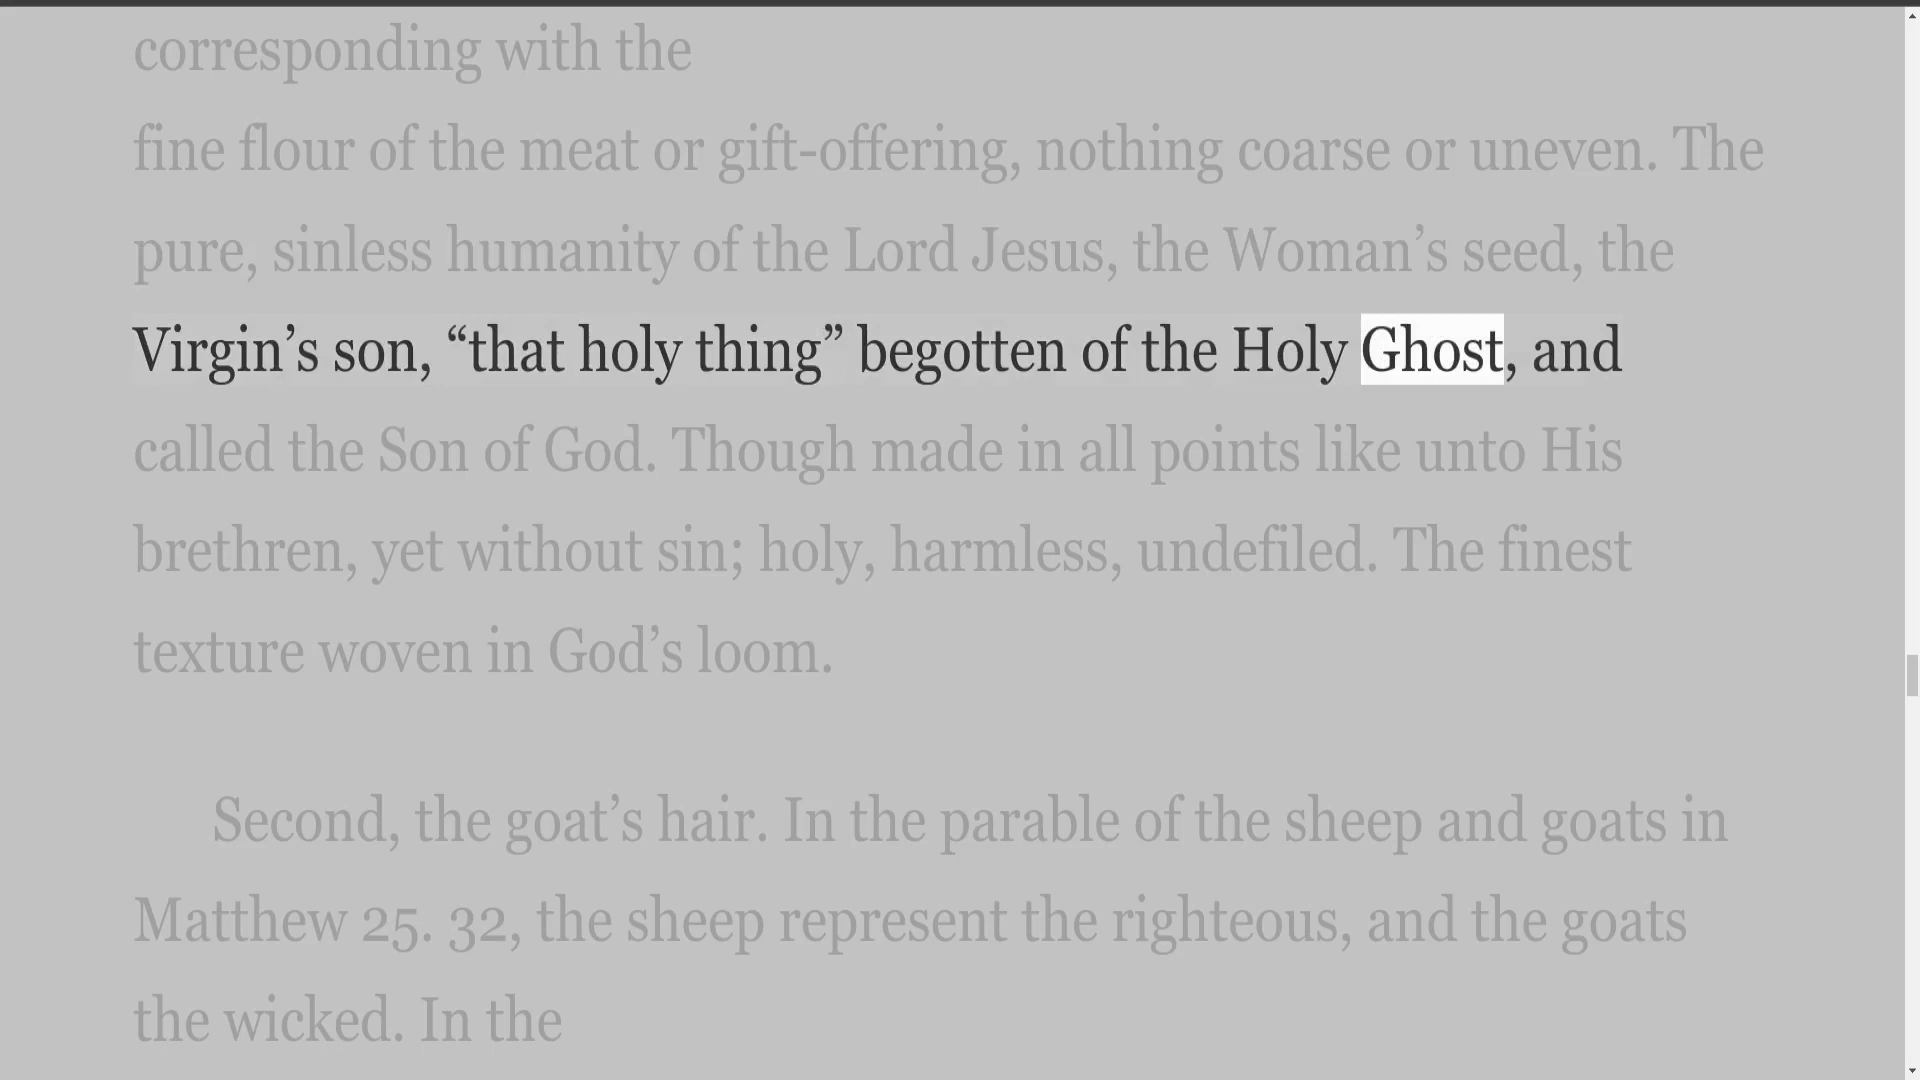 corresponding with the
fine flour of the meat or gift-offering, nothing coarse or uneven. The
pure, sinless humanity of the Lord Jesus, the Woman’s seed, the
Virgin’s son, “that holy thing” begotten of the Holy Ghost, and
called the Son of God. Though made in all points like unto His
brethren, yet without sin; holy, harmless, undefiled. The finest
texture woven in God’s loom.
Second, the goat’s hair. In the parable of the sheep and goats in
Matthew 25. 32, the sheep represent the righteous, and the goats
the wicked. In the